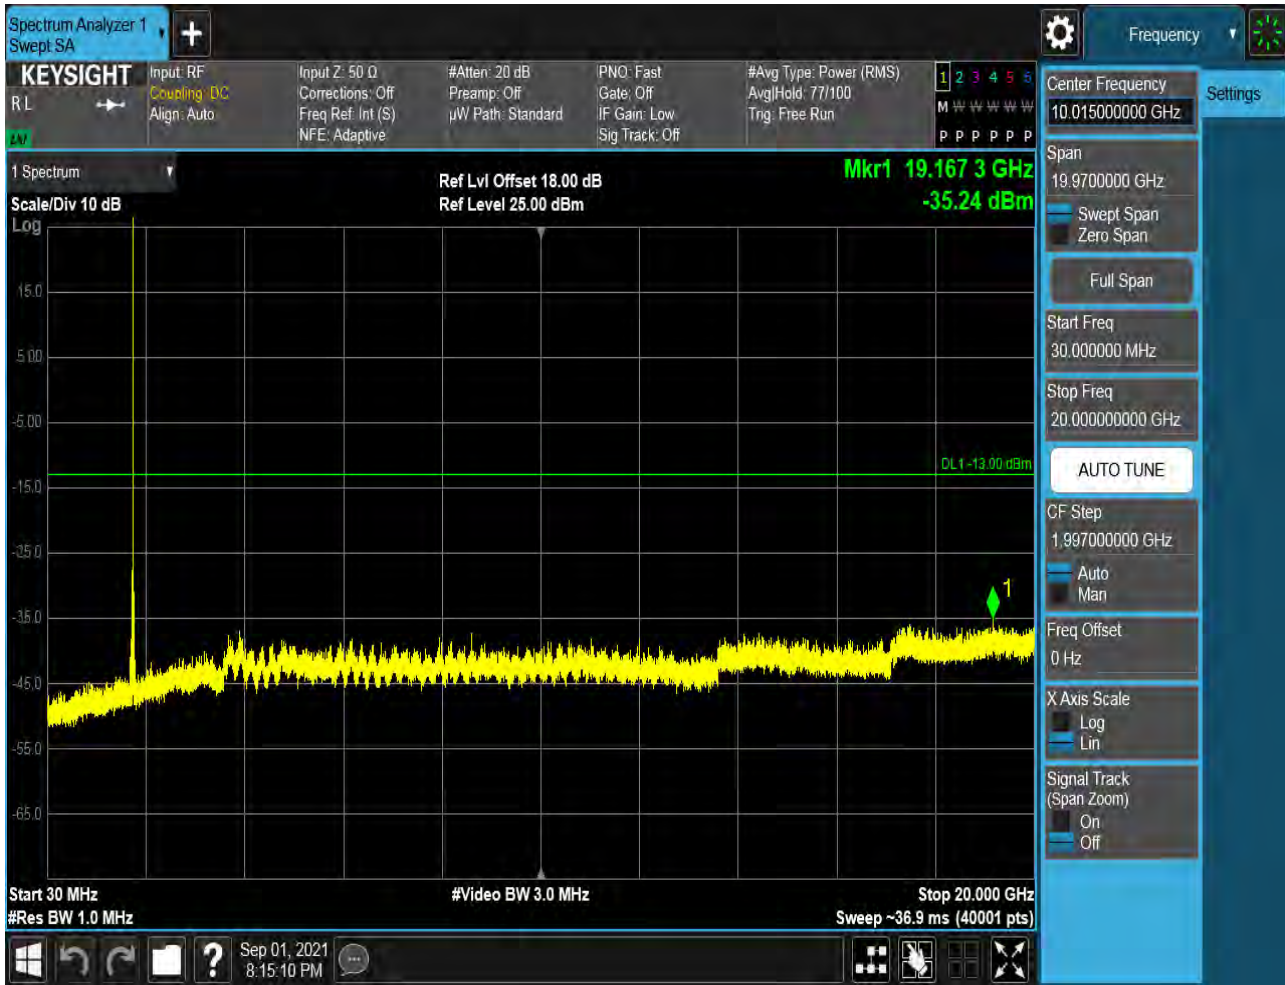 Spectrum Analyzer 1
Swept SA
Frequency
KEYSIGHT
R L
Input: RF
Coupling: DC
Align: Auto
Input Z: 50 Ω
Corrections: Off
Freq Ref: Int (S)
NFE: Adaptive
#Atten: 20 dB
Preamp: Off
µW Path: Standard
PNO: Fast
Gate: Off
IF Gain: Low
Sig Track: Off
#Avg Type: Power (RMS)
Avg|Hold: 77/100
Trig: Free Run
1 2 3 4 5 6
M W W W W W
P P P P P P
1 Spectrum
Scale/Div 10 dB
Log
Ref Lvl Offset 18.00 dB
Ref Level 25.00 dBm
Mkr1 19.167 3 GHz
-35.24 dBm
15.0
5.00
-5.00
-15.0
-25.0
-35.0
-45.0
-55.0
-65.0
DL1 -13.00 dBm
1
Start 30 MHz
#Res BW 1.0 MHz
#Video BW 3.0 MHz
Stop 20.000 GHz
Sweep ~36.9 ms (40001 pts)
Center Frequency
10.015000000 GHz
Span
19.9700000 GHz
Swept Span
Zero Span
Full Span
Start Freq
30.000000 MHz
Stop Freq
20.000000000 GHz
AUTO TUNE
CF Step
1.997000000 GHz
Auto
Man
Freq Offset
0 Hz
X Axis Scale
Log
Lin
Signal Track
(Span Zoom)
On
Off
Settings
?
Sep 01, 2021
8:15:10 PM